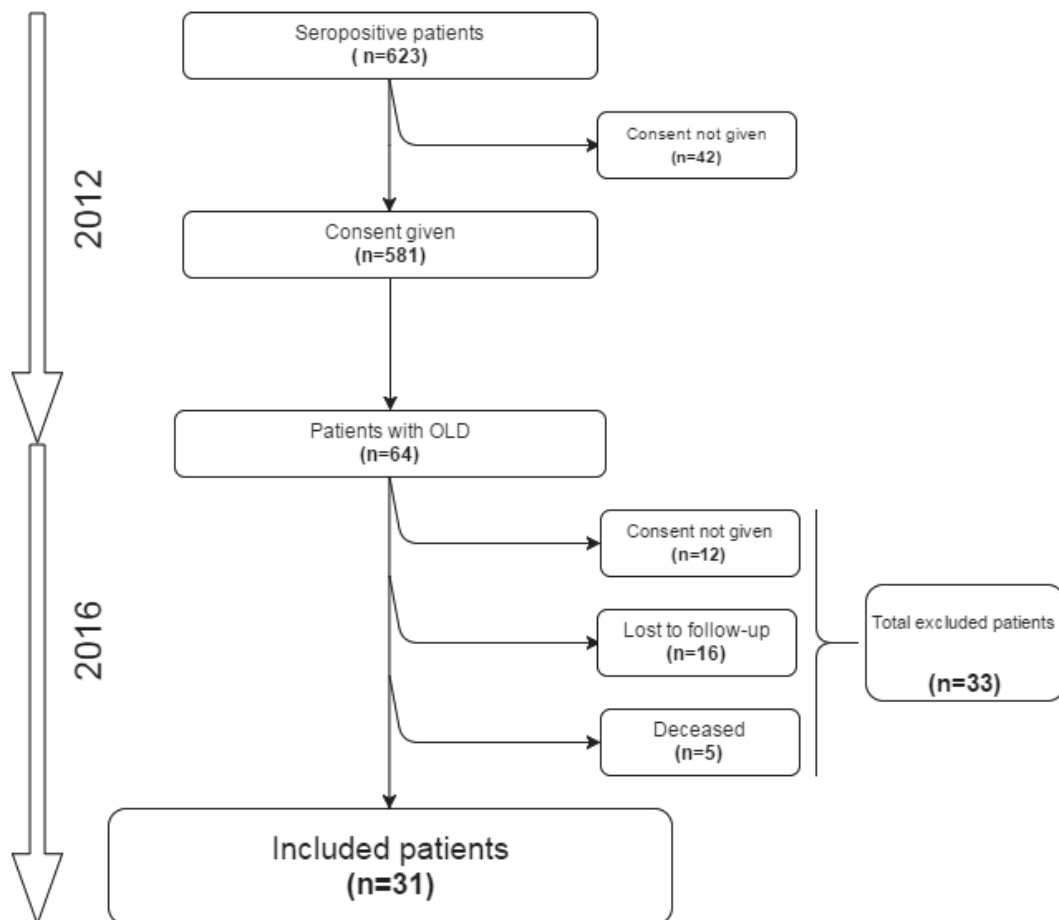 Seropositive patients
( n=623)
Consent not given
(n=42)
2012
Consent given
(n=581)
Patients with OLD
(n=64)
Consent not given
(n=12)
2016
Lost to follow-up
(n=16)
Total excluded patients
(n=33)
Deceased
(n=5)
Included patients
(n=31)